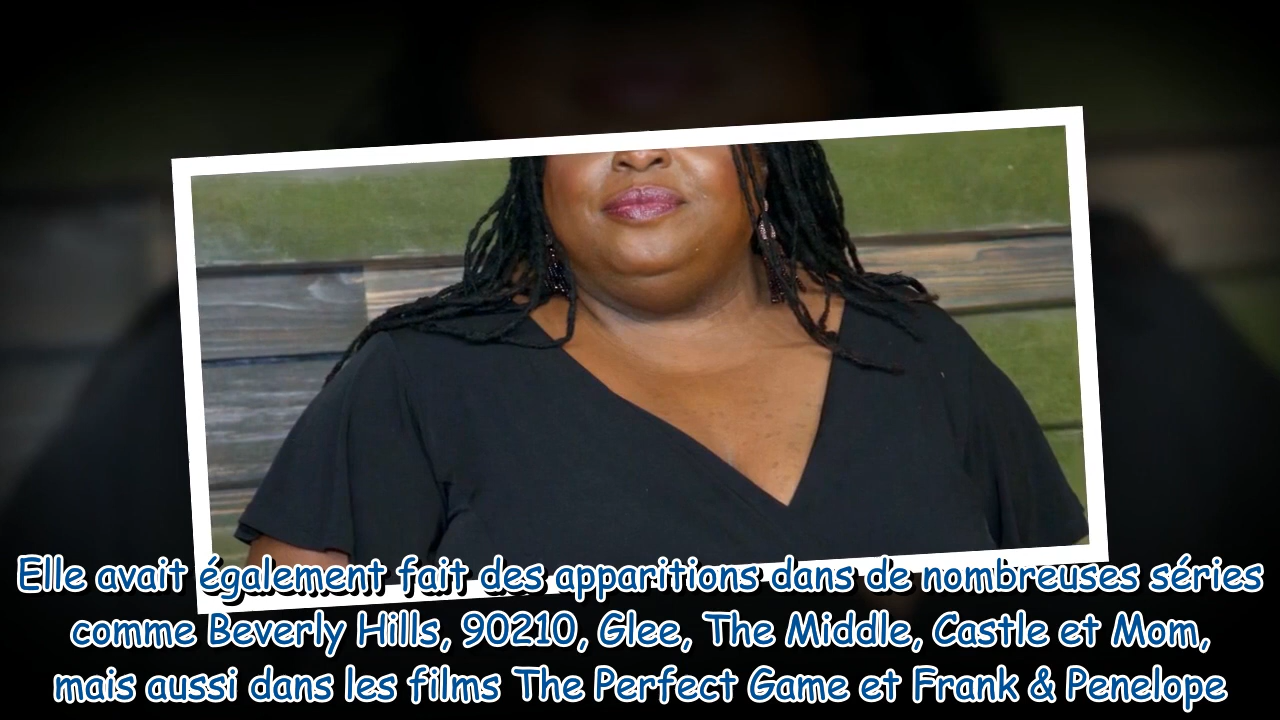 Elle avait également fait des apparitions dans de nombreuses séries
comme Beverly Hills, 90210, Glee, The Middle, Castle et Mom,
mais aussi dans les films The Perfect Game et Frank & Penelope